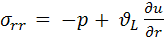 σ_rr = −p + ϑ_L ∂u/∂r